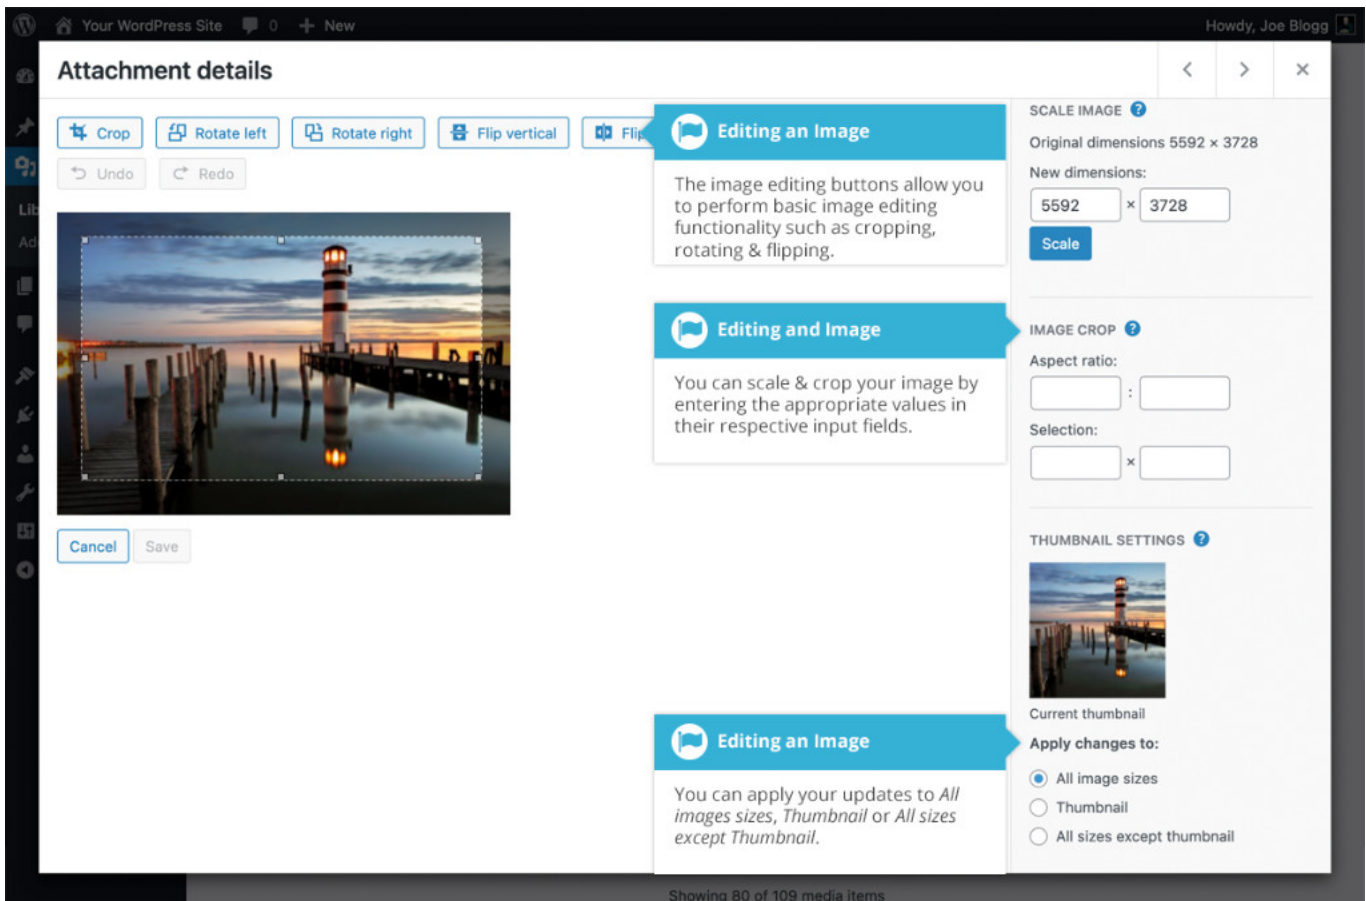 Your WordPress Site 0 New
Howdy, Joe Blogg
Attachment details
Crop
Rotate left
Rotate right
Flip vertical
Flip
Undo
Redo
Lib
Add
Cancel
Save
Editing an Image
The image editing buttons allow you
to perform basic image editing
functionality such as cropping,
rotating & flipping.
Editing and Image
You can scale & crop your image by
entering the appropriate values in
their respective input fields.
Editing an Image
You can apply your updates to All
images sizes, Thumbnail or All sizes
except Thumbnail.
SCALE IMAGE ?
Original dimensions 5592 × 3728
New dimensions:
5592 × 3728
Scale
IMAGE CROP ?
Aspect ratio:
:
Selection:
×
THUMBNAIL SETTINGS ?
Current thumbnail
Apply changes to:
All image sizes
Thumbnail
All sizes except thumbnail
Showing 80 of 109 media items